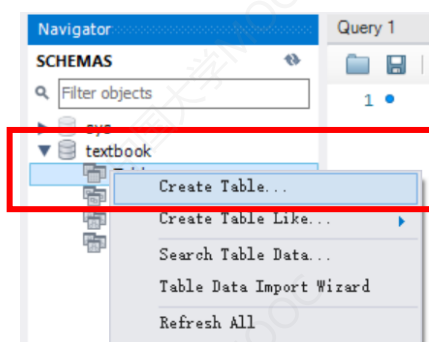 Navigator
Query 1
SCHEMAS
Filter objects
1
sys
textbook
Create Table...
Create Table Like...
Search Table Data...
Table Data Import Wizard
Refresh All